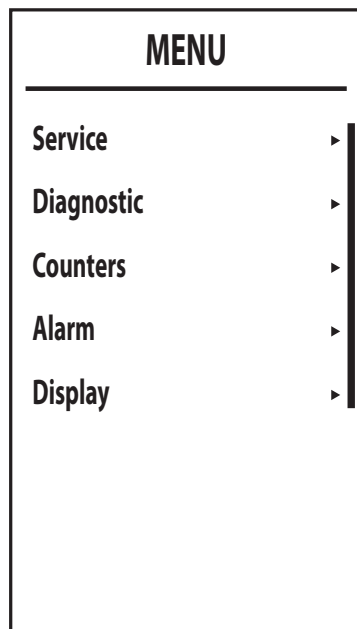 MENU
Service
Diagnostic
Counters
Alarm
Display